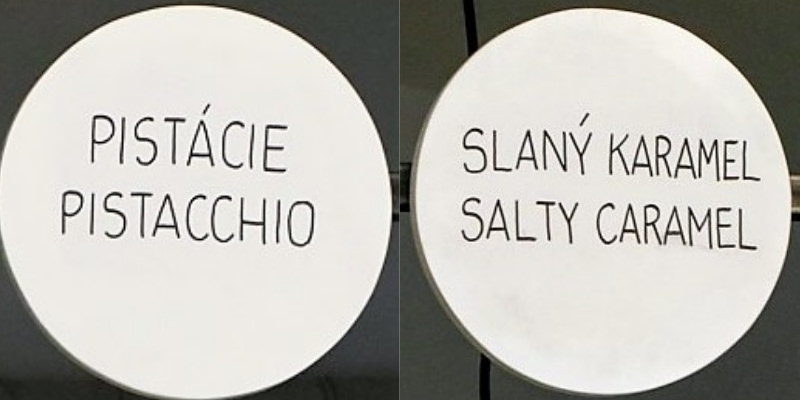 PISTÁCIE
PISTACCHIO
SLANÝ KARAMEL
SALTY CARAMEL